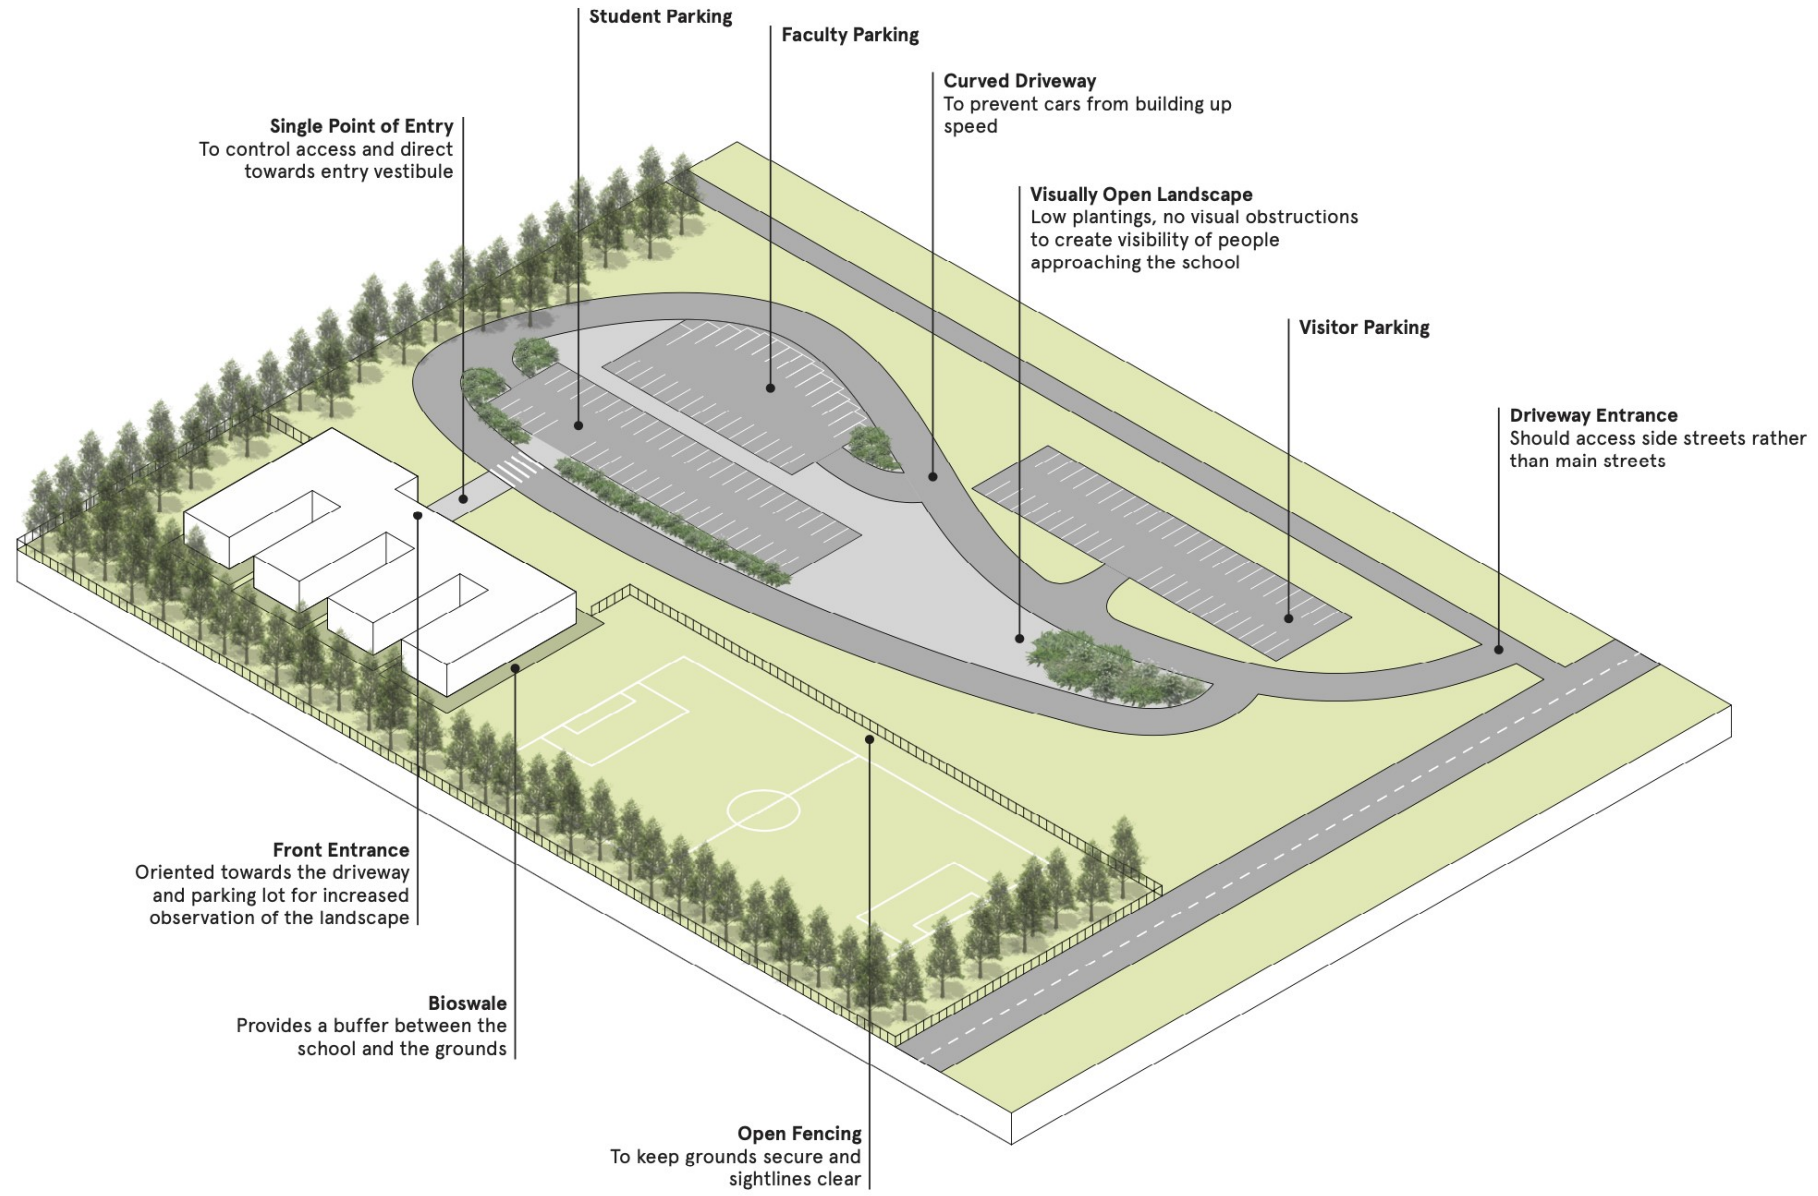 Student Parking
Faculty Parking
Curved Driveway
To prevent cars from building up
speed
Single Point of Entry
To control access and direct
towards entry vestibule
Visually Open Landscape
Low plantings, no visual obstructions
to create visibility of people
approaching the school
Visitor Parking
Driveway Entrance
Should access side streets rather
than main streets
Front Entrance
Oriented towards the driveway
and parking lot for increased
observation of the landscape
Bioswale
Provides a buffer between the
school and the grounds
Open Fencing
To keep grounds secure and
sightlines clear